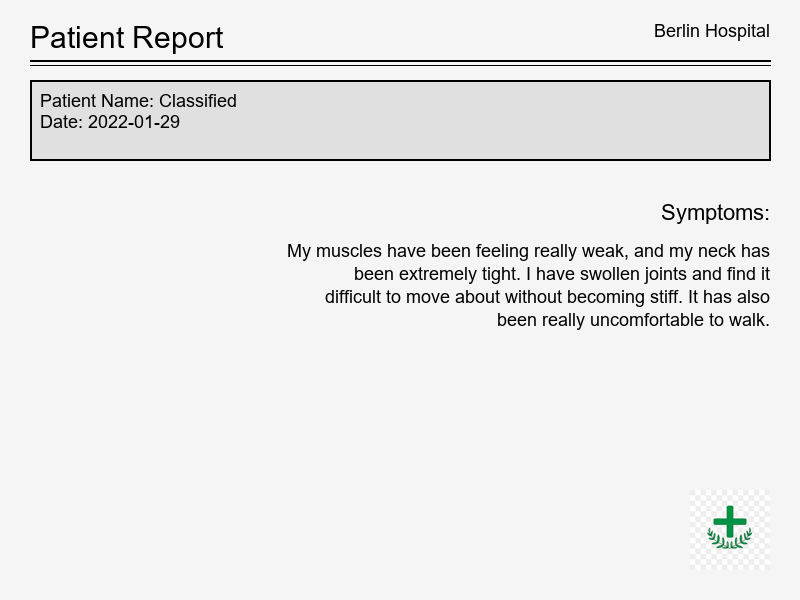 Patient Report
Berlin Hospital
Patient Name: Classified
Date: 2022-01-29
Symptoms:
My muscles have been feeling really weak, and my neck has
been extremely tight. I have swollen joints and find it
difficult to move about without becoming stiff. It has also
been really uncomfortable to walk.